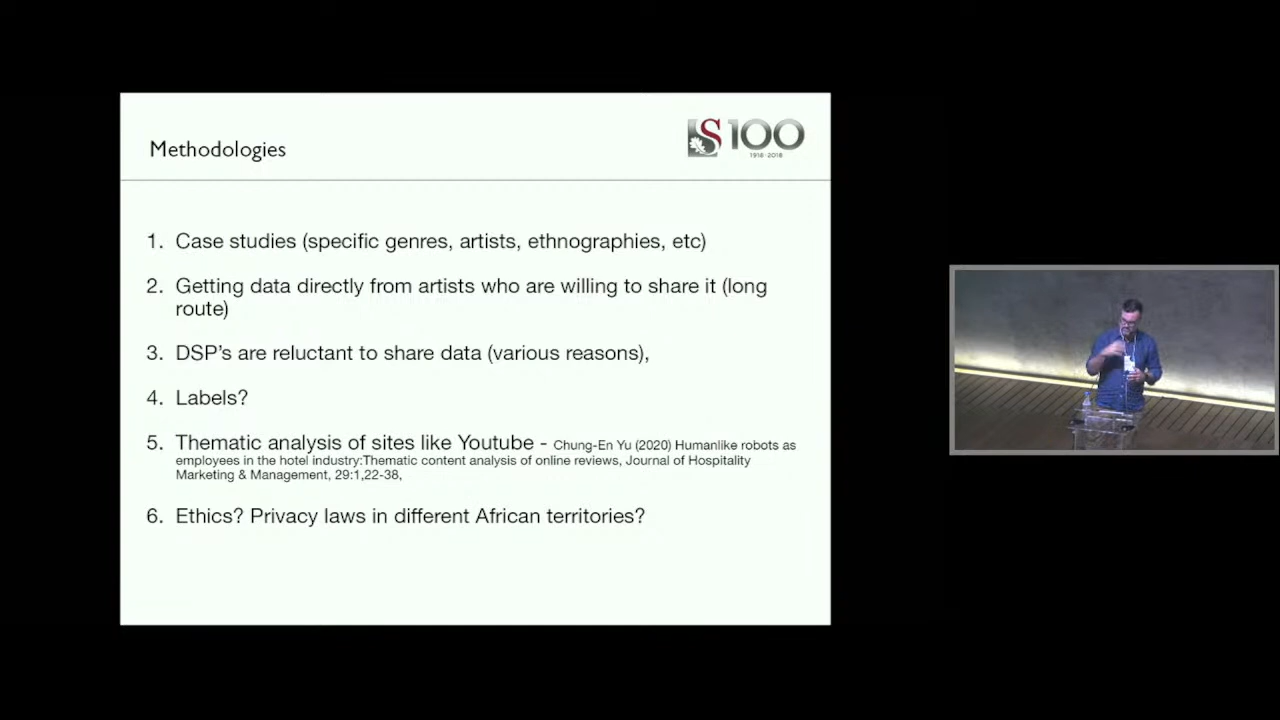 S100
1918 · 2018
Methodologies
1. Case studies (specific genres, artists, ethnographies, etc)
2. Getting data directly from artists who are willing to share it (long
route)
3. DSP's are reluctant to share data (various reasons),
4. Labels?
5. Thematic analysis of sites like Youtube - Chung-En Yu (2020) Humanlike robots as
employees in the hotel industry:Thematic content analysis of online reviews, Journal of Hospitality
Marketing & Management, 29:1,22-38,
6. Ethics? Privacy laws in different African territories?